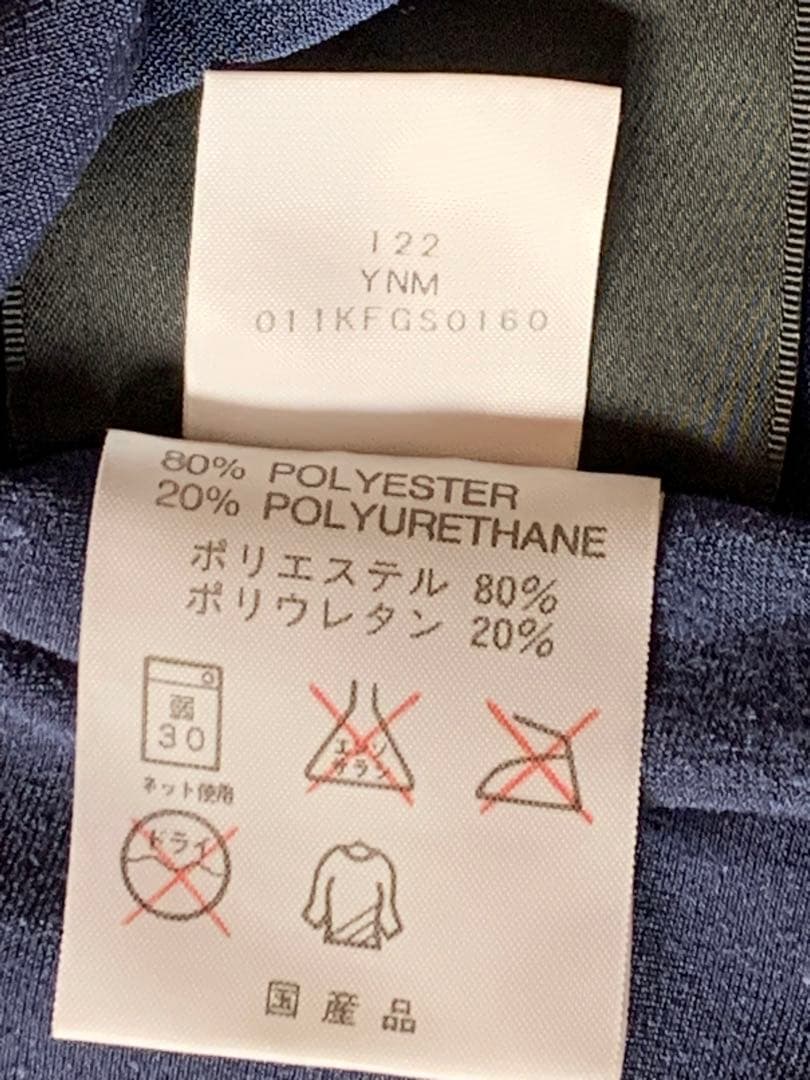 122
YNM
011KFGS0160
80% POLYESTER
20% POLYURETHANE
ポリエステル 80%
ポリウレタン 20%
弱
30
ネット使用
エンソ
サラシ
ドライ
国産品